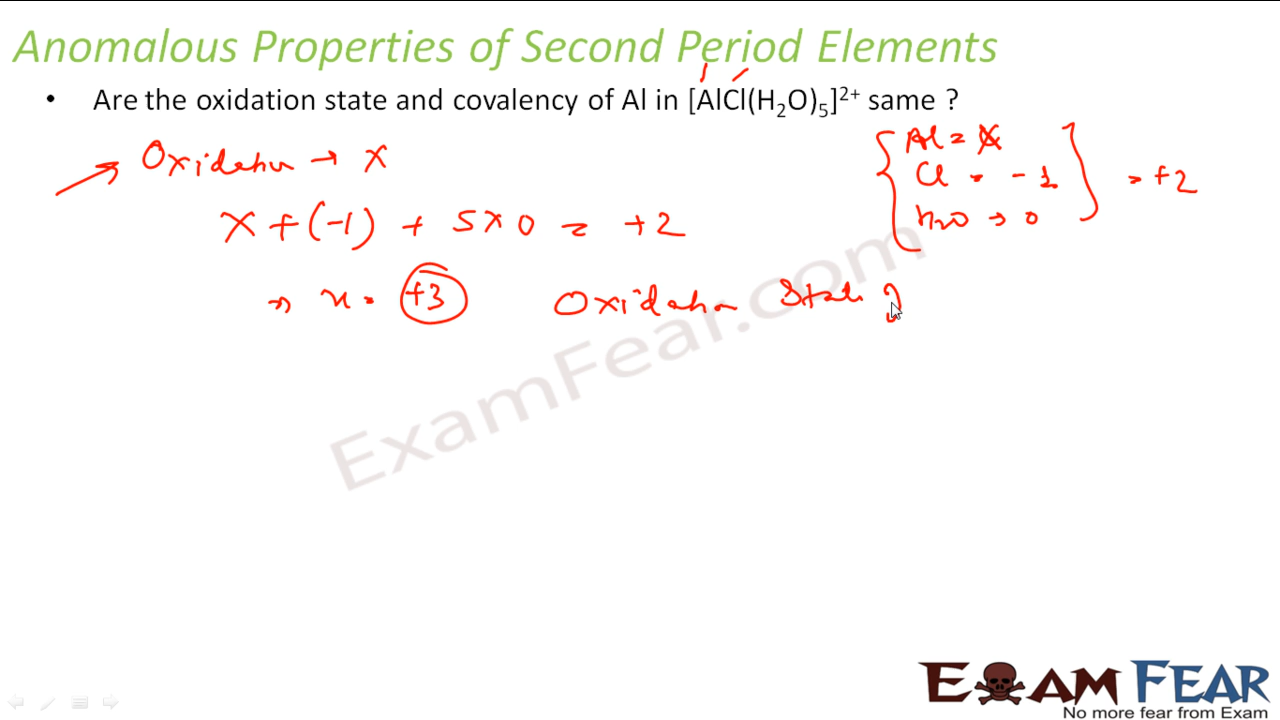 Anomalous Properties of Second Period Elements
• Are the oxidation state and covalency of Al in [AlCl(H₂O)₅]²⁺ same ?
Oxidation → X
Al = X
Cl = -1
H₂O → 0
= +2
X + (-1) + 5 X 0 = +2
⇒ x = +3 Oxidation State
ExamFear.com
EXAM FEAR
No more fear from Exam